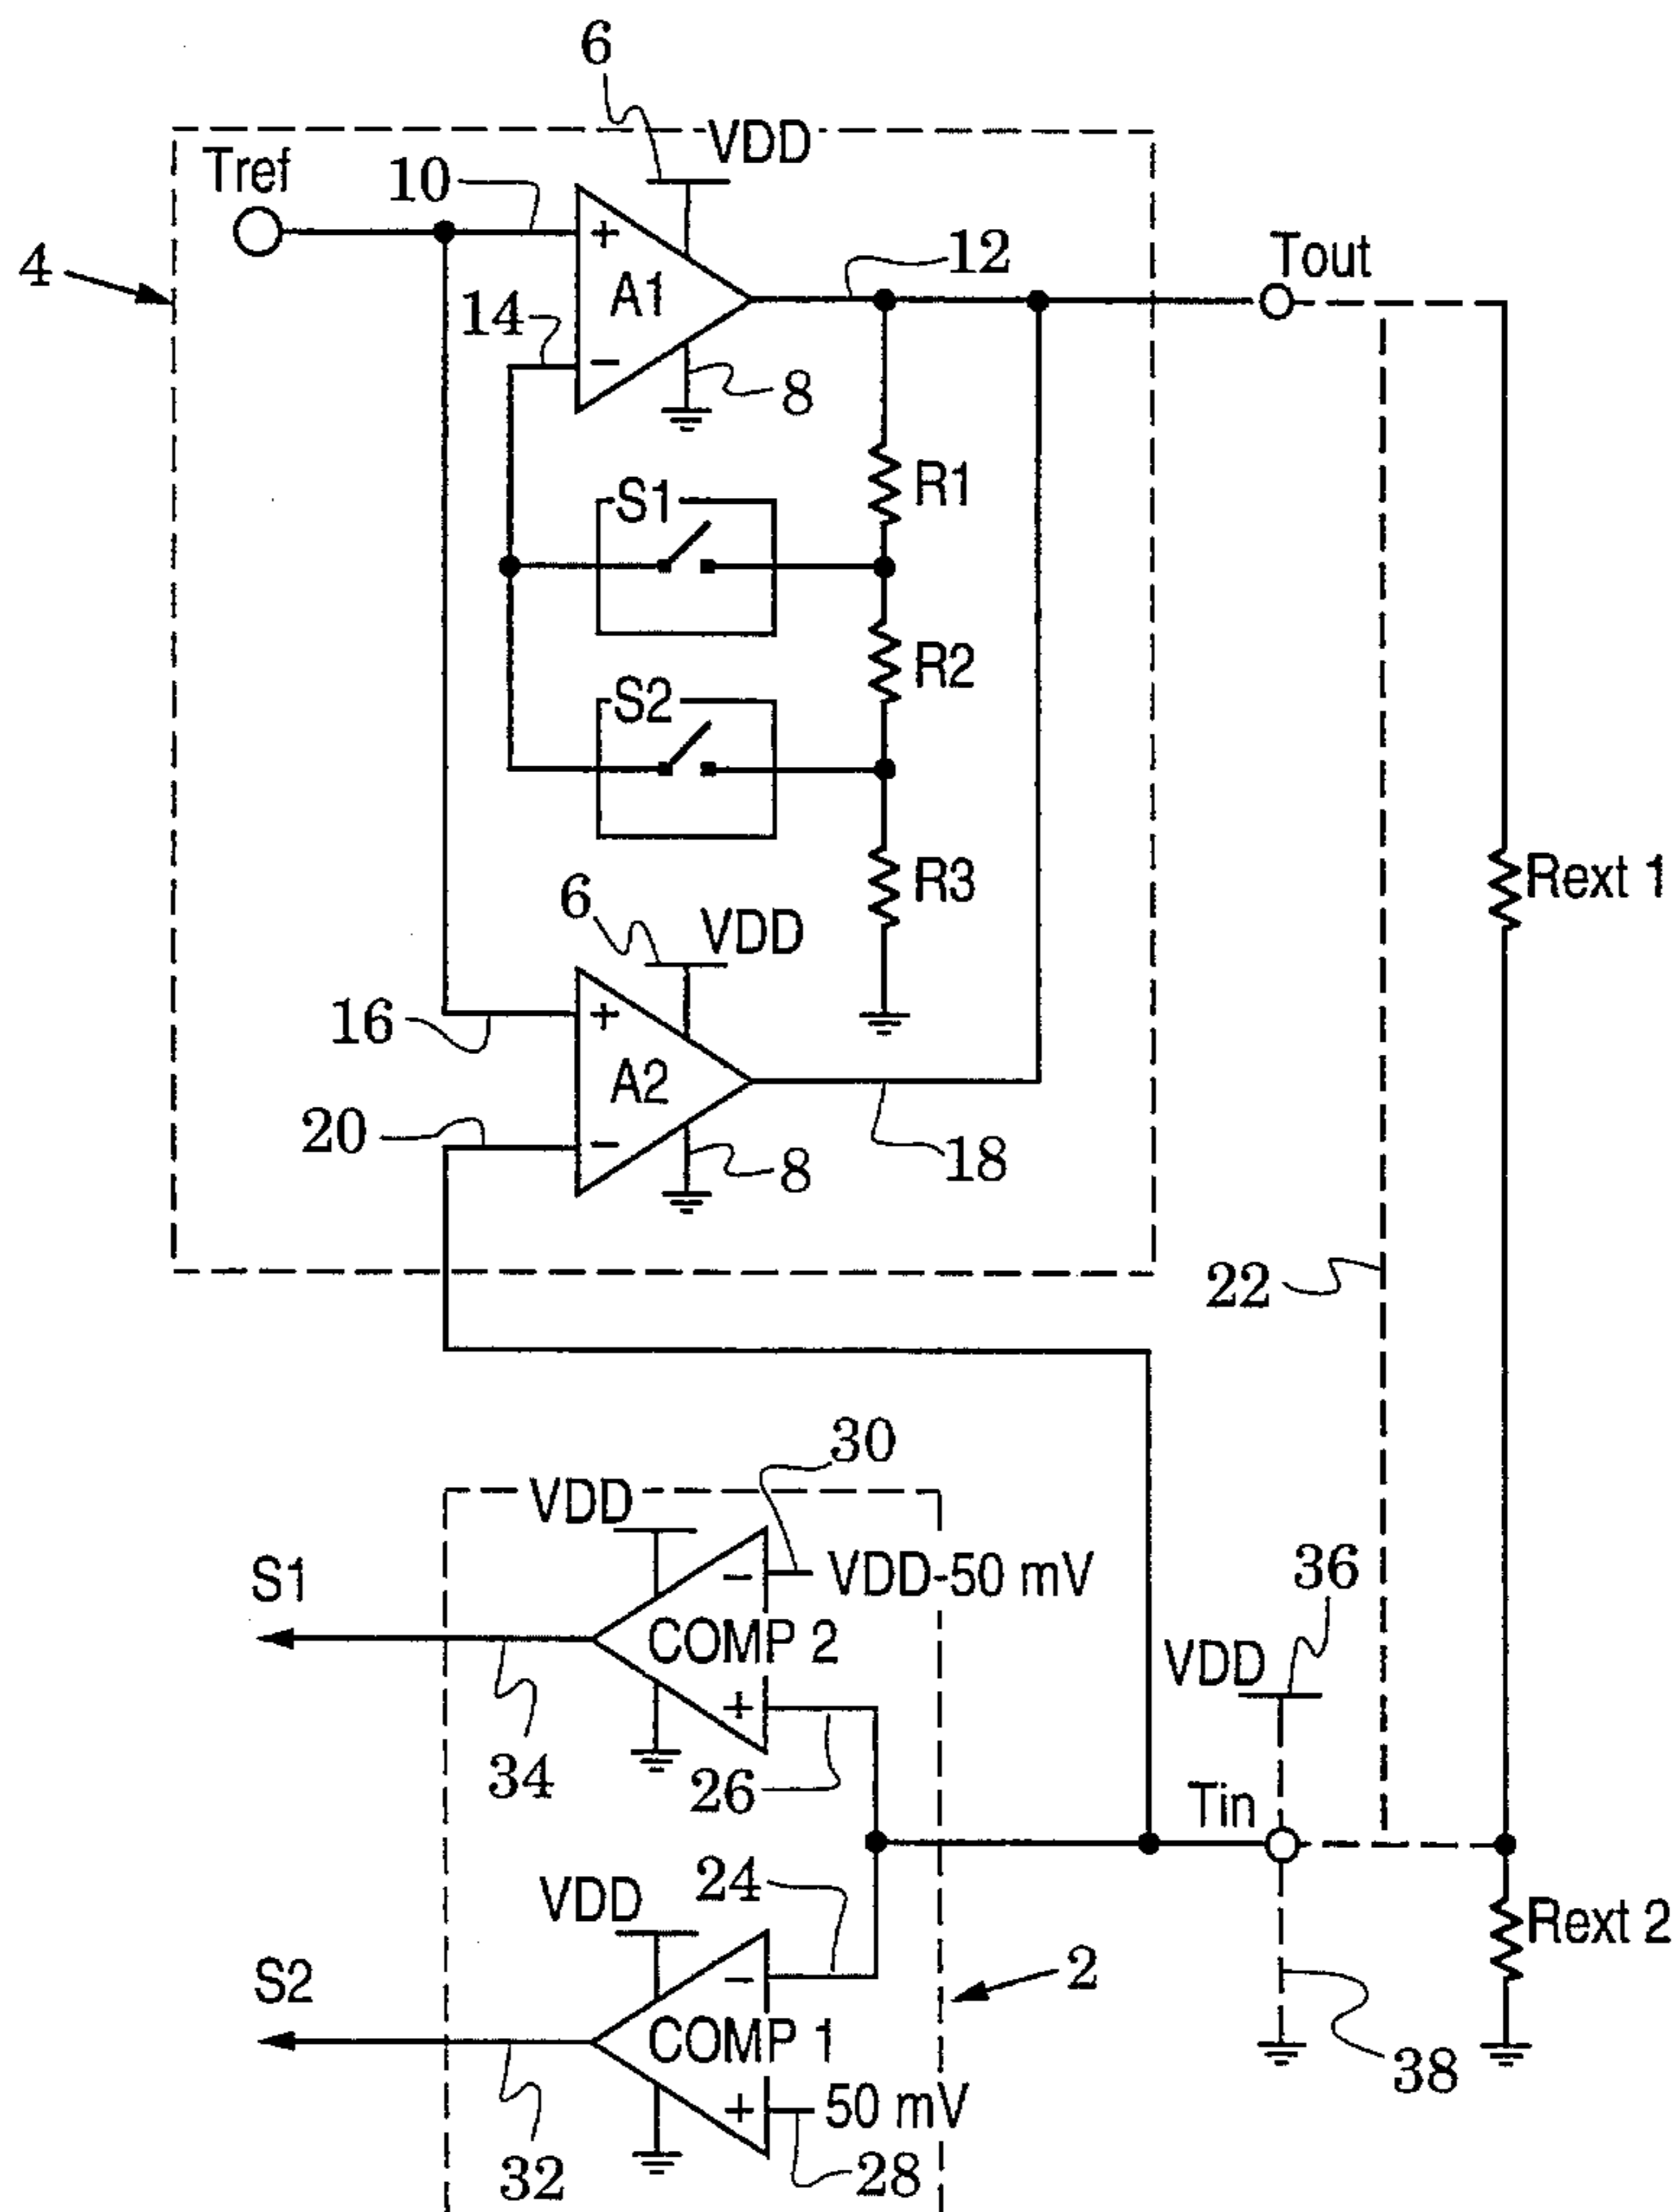 6
VDD
Tref
10
4
A1
+
−
14
12
Tout
8
S1
R1
S2
R2
R3
Rext 1
6
VDD
16
+
A2
−
20
8
18
22
30
VDD
VDD-50 mV
S1
−
COMP 2
+
34
26
36
VDD
Tin
24
VDD
S2
−
COMP 1
+
50 mV
32
28
2
Rext 2
38